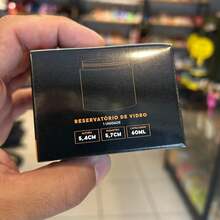 RESERVATÓRIO DE VIDRO
1 UNIDADE
5,4CM 5,7CM 60ML